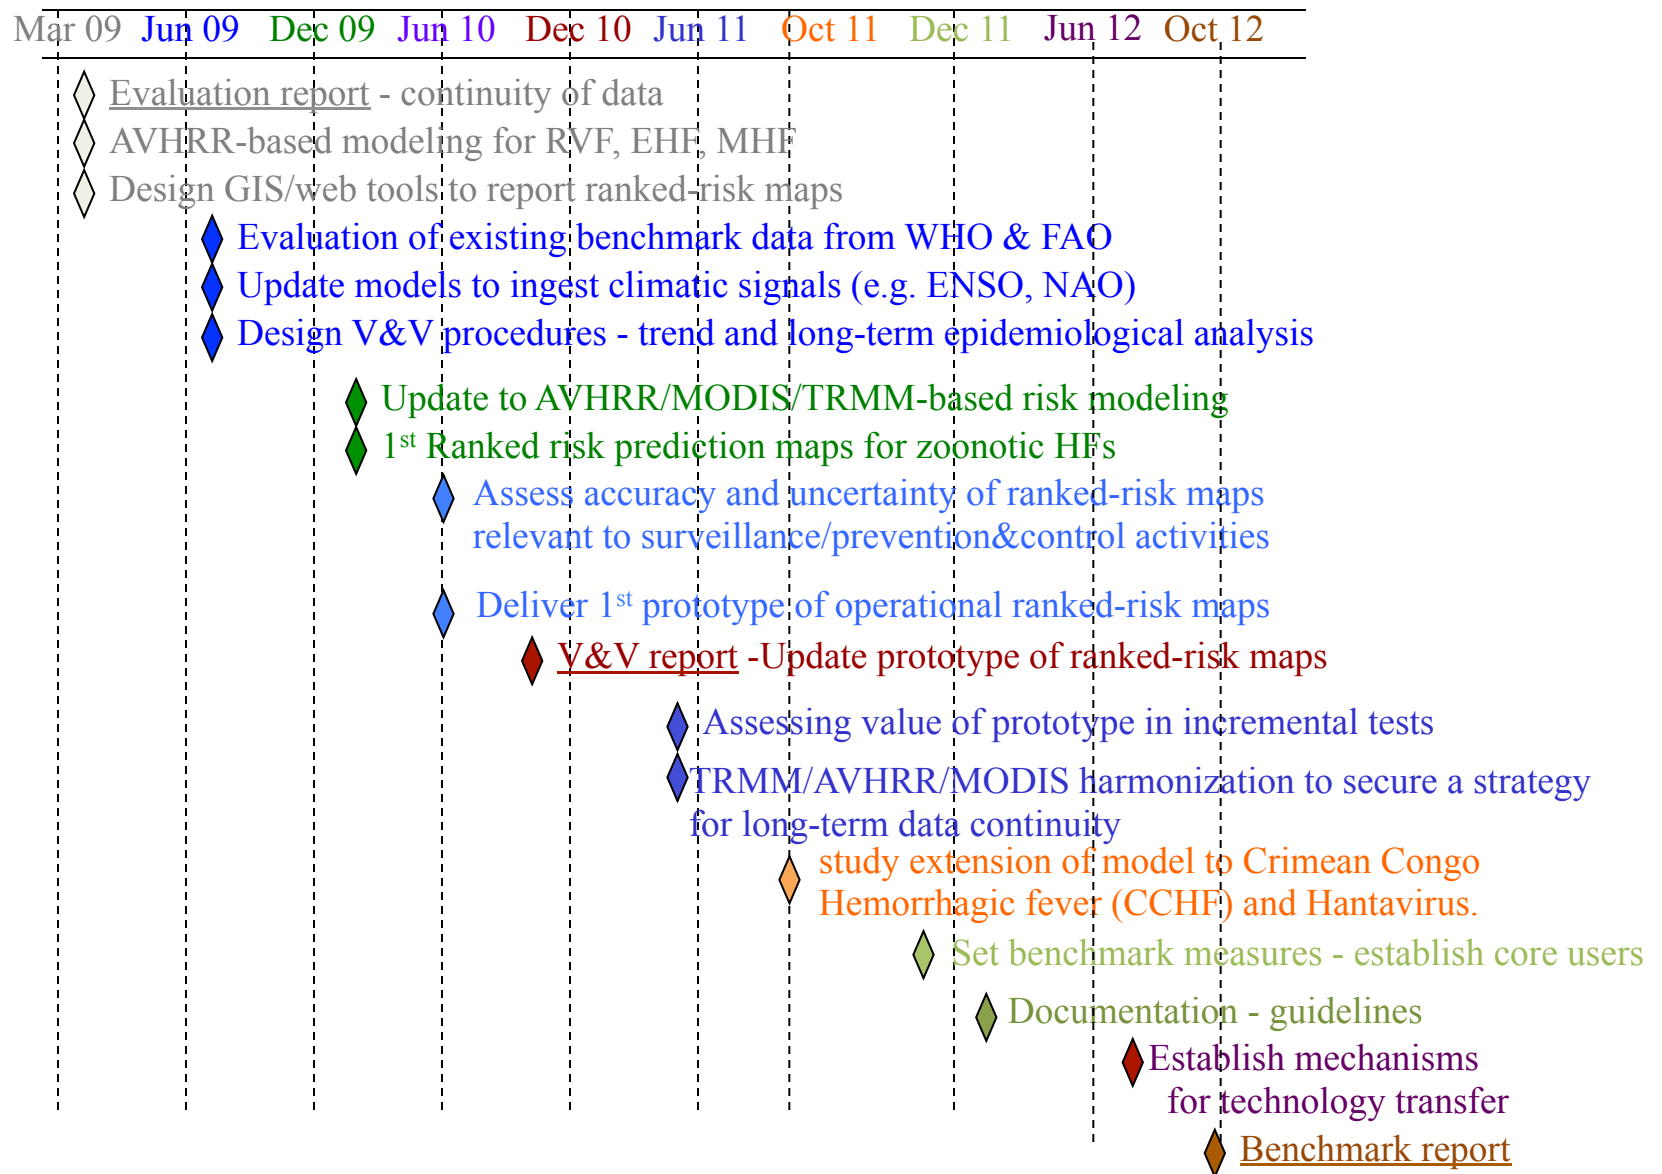 Mar 09 Jun 09 Dec 09 Jun 10 Dec 10 Jun 11 Oct 11 Dec 11 Jun 12 Oct 12
Evaluation report - continuity of data
AVHRR-based modeling for RVF, EHF, MHF
Design GIS/web tools to report ranked-risk maps
Evaluation of existing benchmark data from WHO & FAO
Update models to ingest climatic signals (e.g. ENSO, NAO)
Design V&V procedures - trend and long-term epidemiological analysis
Update to AVHRR/MODIS/TRMM-based risk modeling
1st Ranked risk prediction maps for zoonotic HFs
Assess accuracy and uncertainty of ranked-risk maps
relevant to surveillance/prevention&control activities
Deliver 1st prototype of operational ranked-risk maps
V&V report -Update prototype of ranked-risk maps
Assessing value of prototype in incremental tests
TRMM/AVHRR/MODIS harmonization to secure a strategy
for long-term data continuity
study extension of model to Crimean Congo
Hemorrhagic fever (CCHF) and Hantavirus.
Set benchmark measures - establish core users
Documentation - guidelines
Establish mechanisms
for technology transfer
Benchmark report